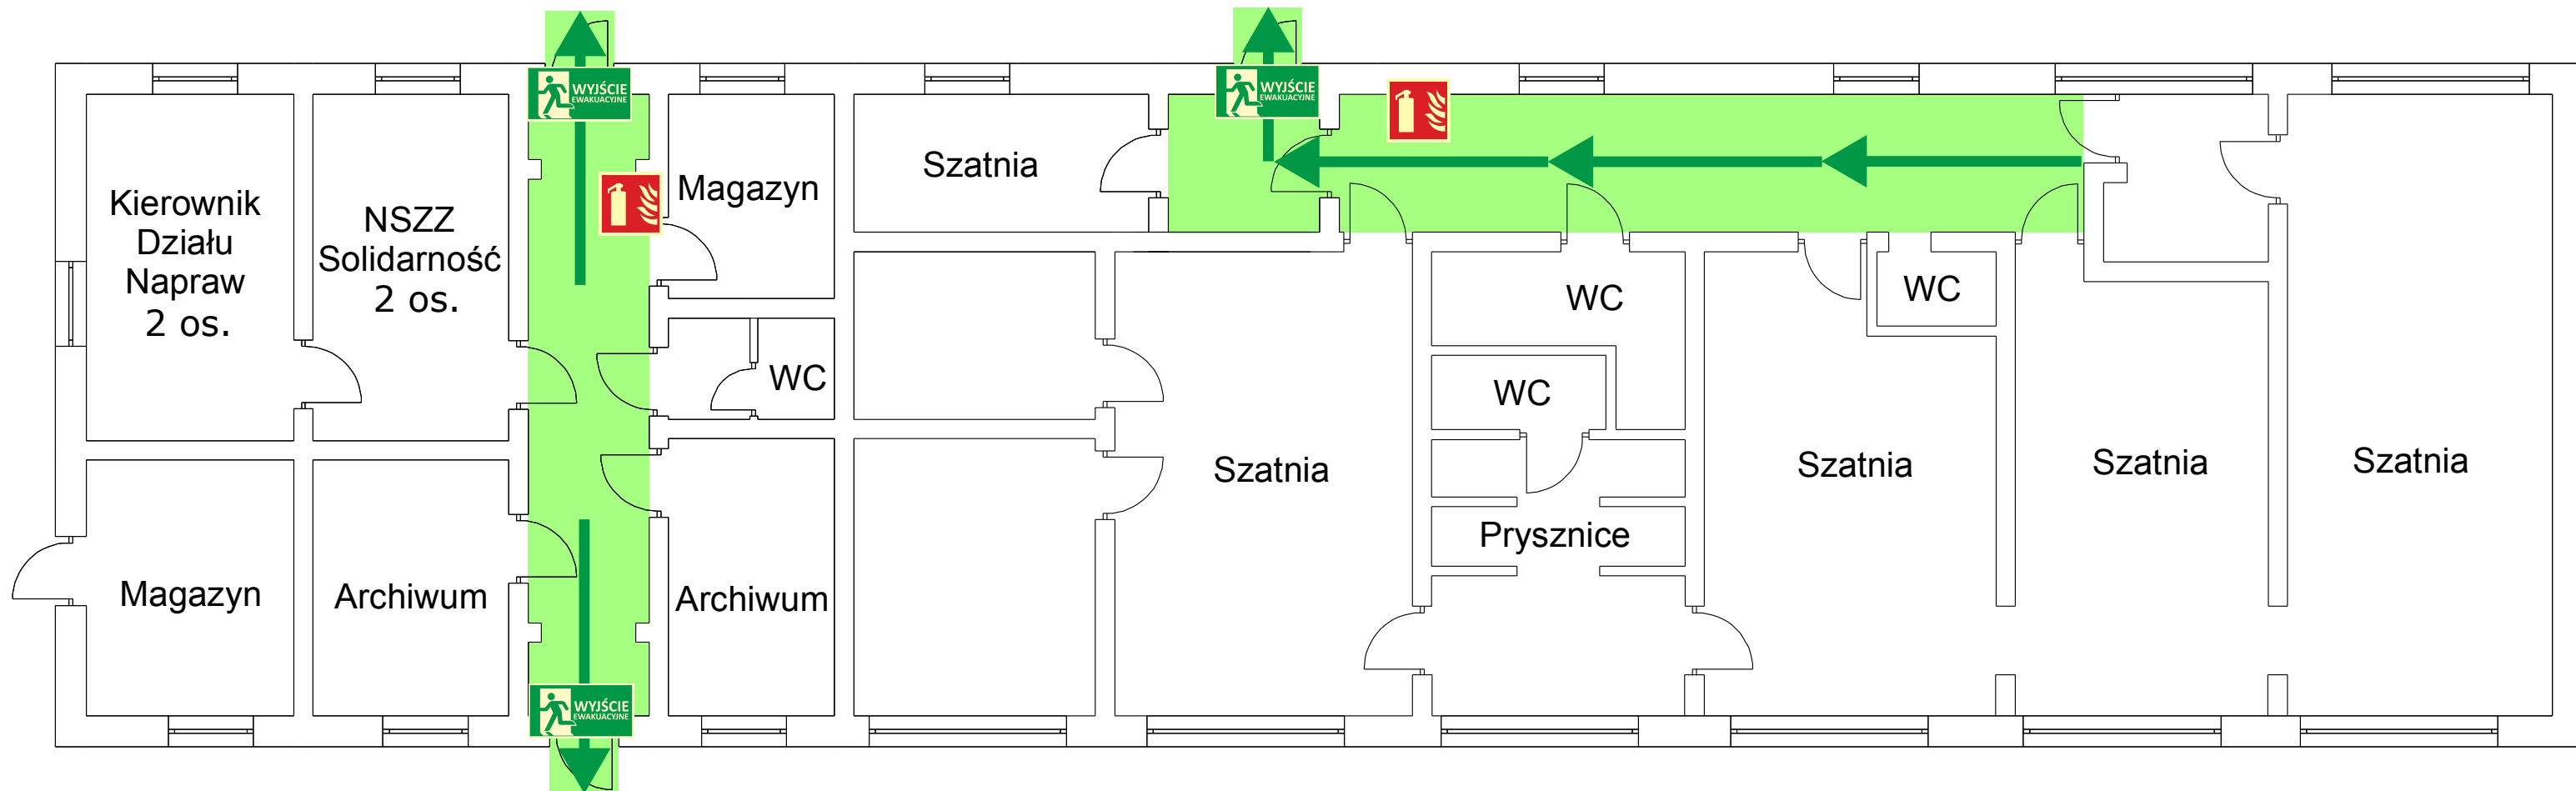 WYJŚCIE
EWAKUACYJNE
WYJŚCIE
EWAKUACYJNE
Kierownik
Działu
Napraw
2 os.
NSZZ
Solidarność
2 os.
Magazyn
Szatnia
WC
WC
WC
WC
Szatnia
Szatnia
Szatnia
Szatnia
Prysznice
Magazyn
Archiwum
Archiwum
WYJŚCIE
EWAKUACYJNE